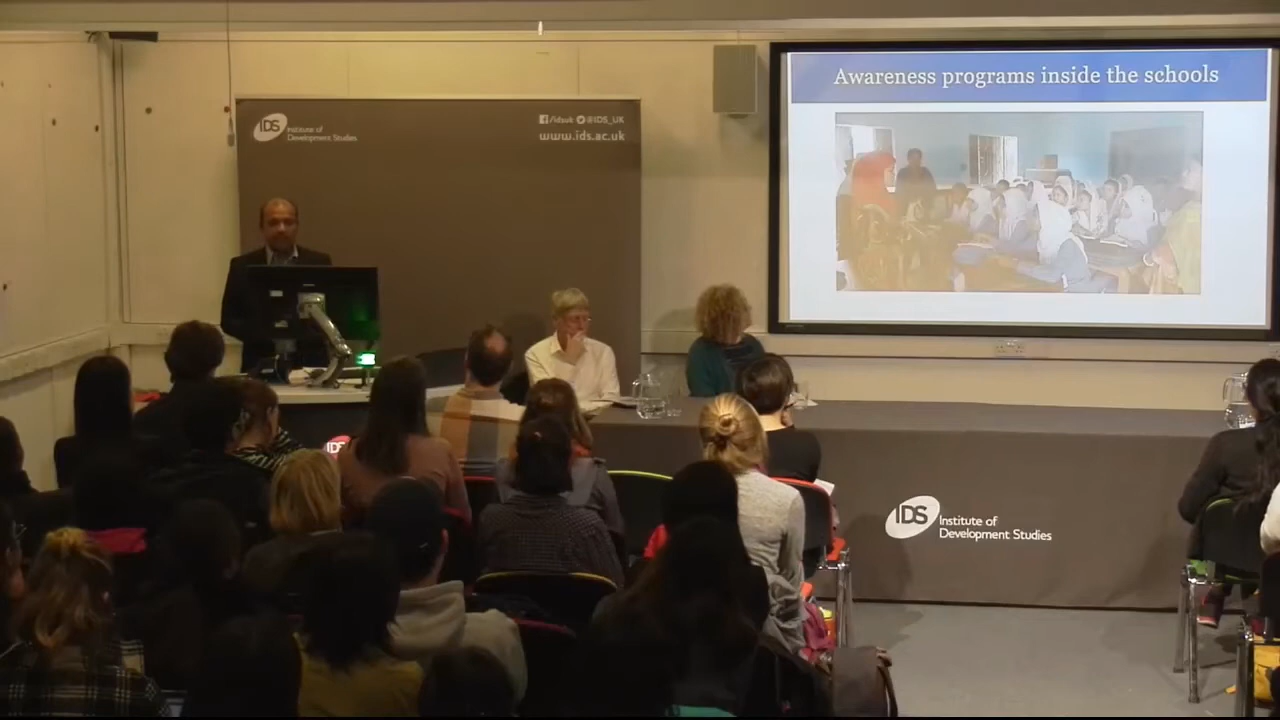 Awareness programs inside the schools
IDS
Institute of
Development Studies
/idsuk @IDS_UK
www.ids.ac.uk
IDS
IDS
Institute of
Development Studies